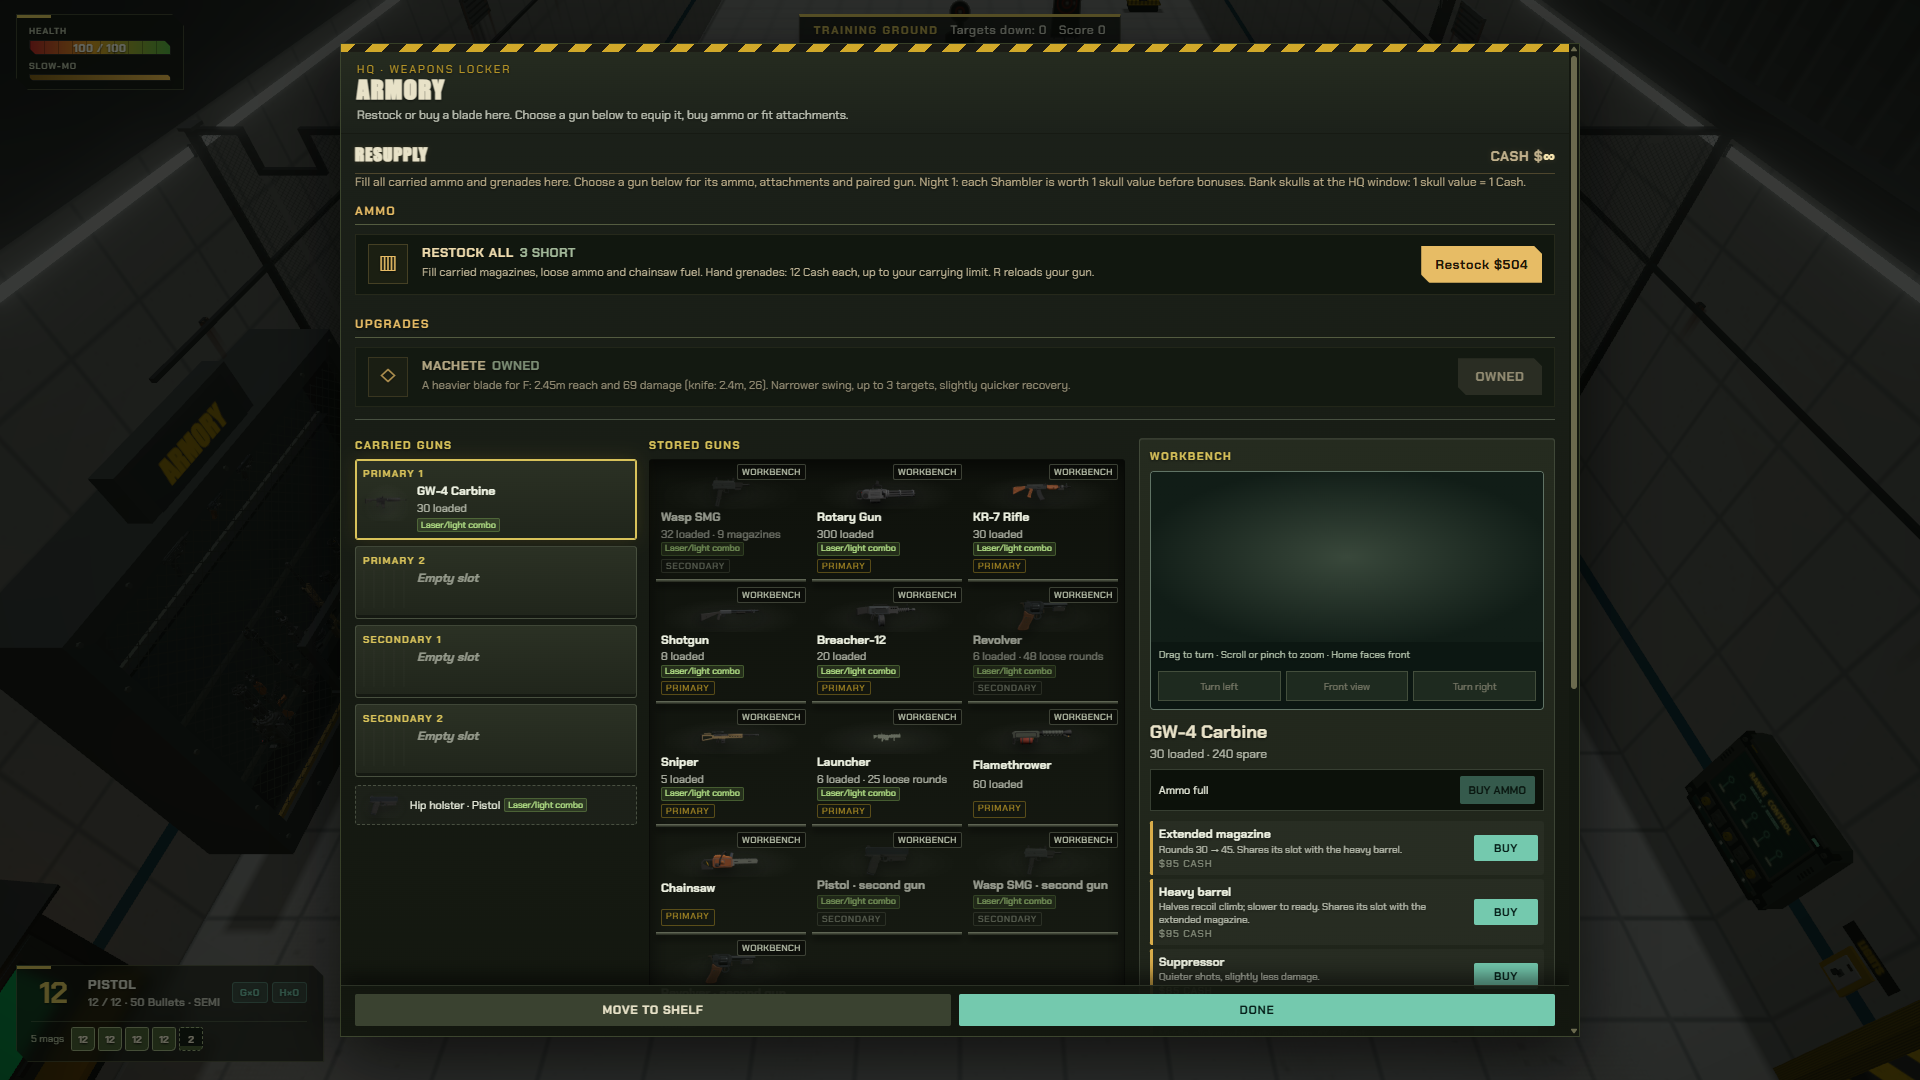 HEALTH
100 / 100
SLOW-MO
TRAINING GROUND Targets down: 0 Score 0
HQ · WEAPONS LOCKER
ARMORY
Restock or buy a blade here. Choose a gun below to equip it, buy ammo or fit attachments.
RESUPPLY
CASH $∞
Fill all carried ammo and grenades here. Choose a gun below for its ammo, attachments and paired gun. Night 1: each Shambler is worth 1 skull value before bonuses. Bank skulls at the HQ window: 1 skull value = 1 Cash.
AMMO
RESTOCK ALL 3 SHORT
Fill carried magazines, loose ammo and chainsaw fuel. Hand grenades: 12 Cash each, up to your carrying limit. R reloads your gun.
Restock $504
UPGRADES
MACHETE OWNED
A heavier blade for F: 2.45m reach and 69 damage (knife: 2.4m, 26). Narrower swing, up to 3 targets, slightly quicker recovery.
OWNED
CARRIED GUNS
PRIMARY 1
GW-4 Carbine
30 loaded
Laser/light combo
PRIMARY 2
Empty slot
SECONDARY 1
Empty slot
SECONDARY 2
Empty slot
Hip holster · Pistol Laser/light combo
STORED GUNS
WORKBENCH
Wasp SMG
32 loaded · 9 magazines
Laser/light combo
SECONDARY
WORKBENCH
Rotary Gun
300 loaded
Laser/light combo
PRIMARY
WORKBENCH
KR-7 Rifle
30 loaded
Laser/light combo
PRIMARY
WORKBENCH
Shotgun
8 loaded
Laser/light combo
PRIMARY
WORKBENCH
Breacher-12
20 loaded
Laser/light combo
PRIMARY
WORKBENCH
Revolver
6 loaded · 48 loose rounds
Laser/light combo
SECONDARY
WORKBENCH
Sniper
5 loaded
Laser/light combo
PRIMARY
WORKBENCH
Launcher
6 loaded · 25 loose rounds
Laser/light combo
PRIMARY
WORKBENCH
Flamethrower
60 loaded
PRIMARY
WORKBENCH
Chainsaw
PRIMARY
WORKBENCH
Pistol · second gun
Laser/light combo
SECONDARY
WORKBENCH
Wasp SMG · second gun
Laser/light combo
SECONDARY
WORKBENCH
WORKBENCH
Drag to turn · Scroll or pinch to zoom · Home faces front
Turn left
Front view
Turn right
GW-4 Carbine
30 loaded · 240 spare
Ammo full
BUY AMMO
Extended magazine
Rounds 30 → 45. Shares its slot with the heavy barrel.
$95 CASH
BUY
Heavy barrel
Halves recoil climb; slower to ready. Shares its slot with the
extended magazine.
$95 CASH
BUY
Suppressor
Quieter shots, slightly less damage.
BUY
MOVE TO SHELF
DONE
ARMORY
12
PISTOL
12 / 12 · 50 Bullets · SEMI
G×0
H×0
5 mags 12 12 12 12 2